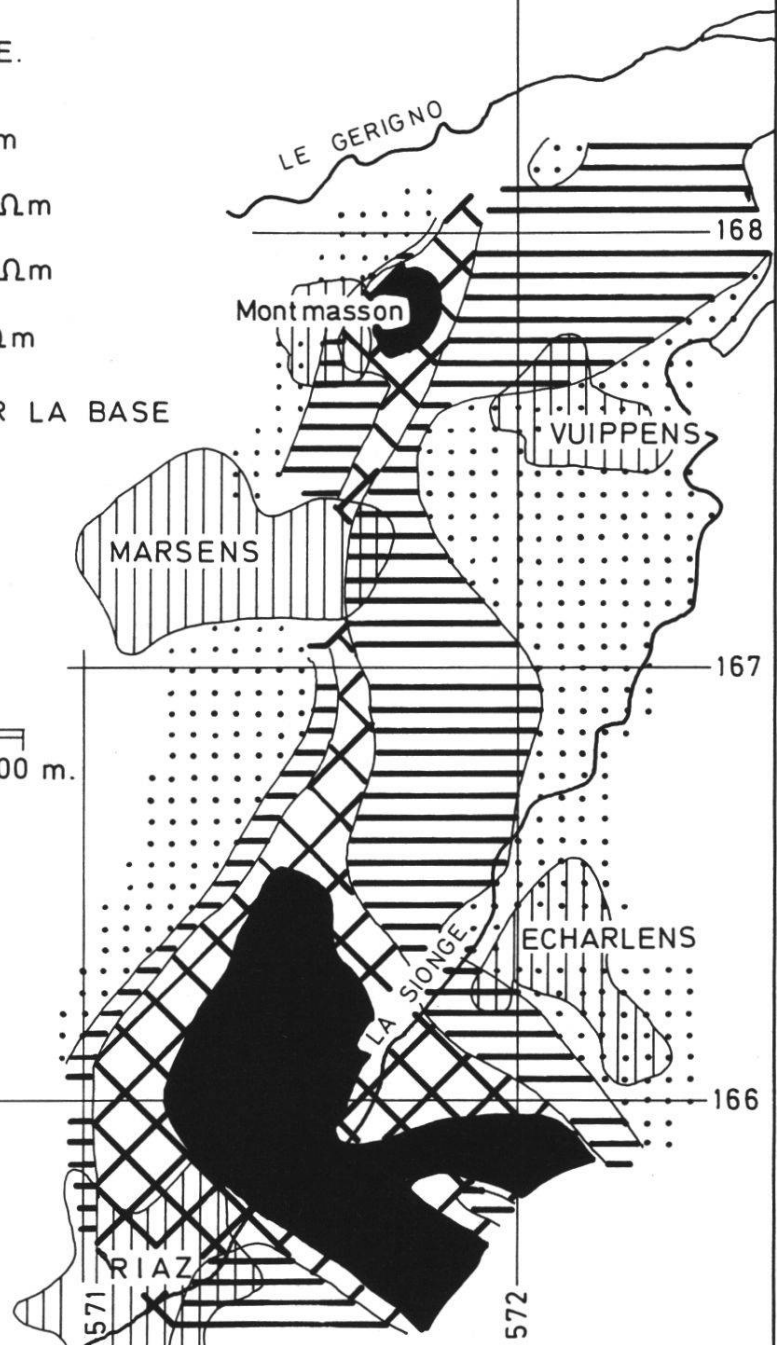 E.
m
Ωm
Ωm
Ωm
R LA BASE
00 m.
LE GERIGNO
168
Montmasson
VUIPPENS
MARSENS
167
ECHARLENS
LA SIONGE
166
RIAZ
571
572